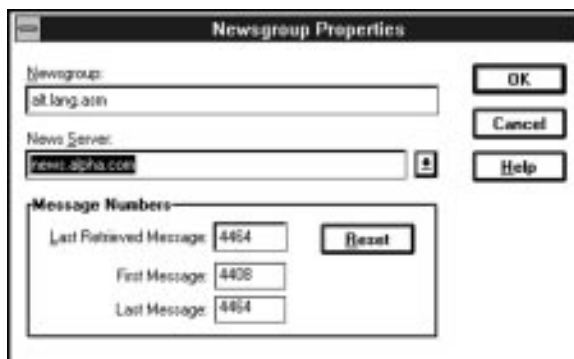 Newsgroup Properties
Newsgroup:
alt.lang.asm
OK
News Server:
news.alpha.com
Cancel
Help
Message Numbers
Last Retrieved Message: 4464
Reset
First Message: 4408
Last Message: 4464